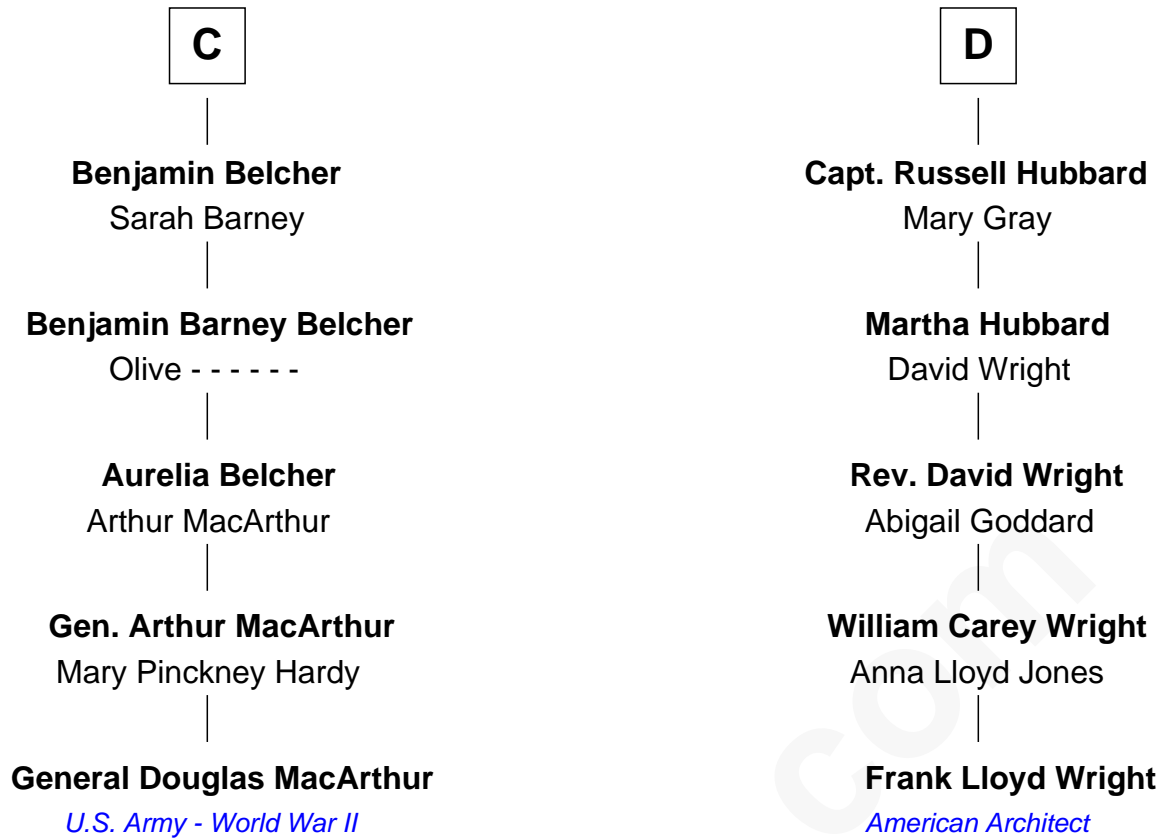 C
Benjamin Belcher
Sarah Barney
Benjamin Barney Belcher
Olive - - - - - -
Aurelia Belcher
Arthur MacArthur
Gen. Arthur MacArthur
Mary Pinckney Hardy
General Douglas MacArthur
U.S. Army - World War II
D
Capt. Russell Hubbard
Mary Gray
Martha Hubbard
David Wright
Rev. David Wright
Abigail Goddard
William Carey Wright
Anna Lloyd Jones
Frank Lloyd Wright
American Architect
com